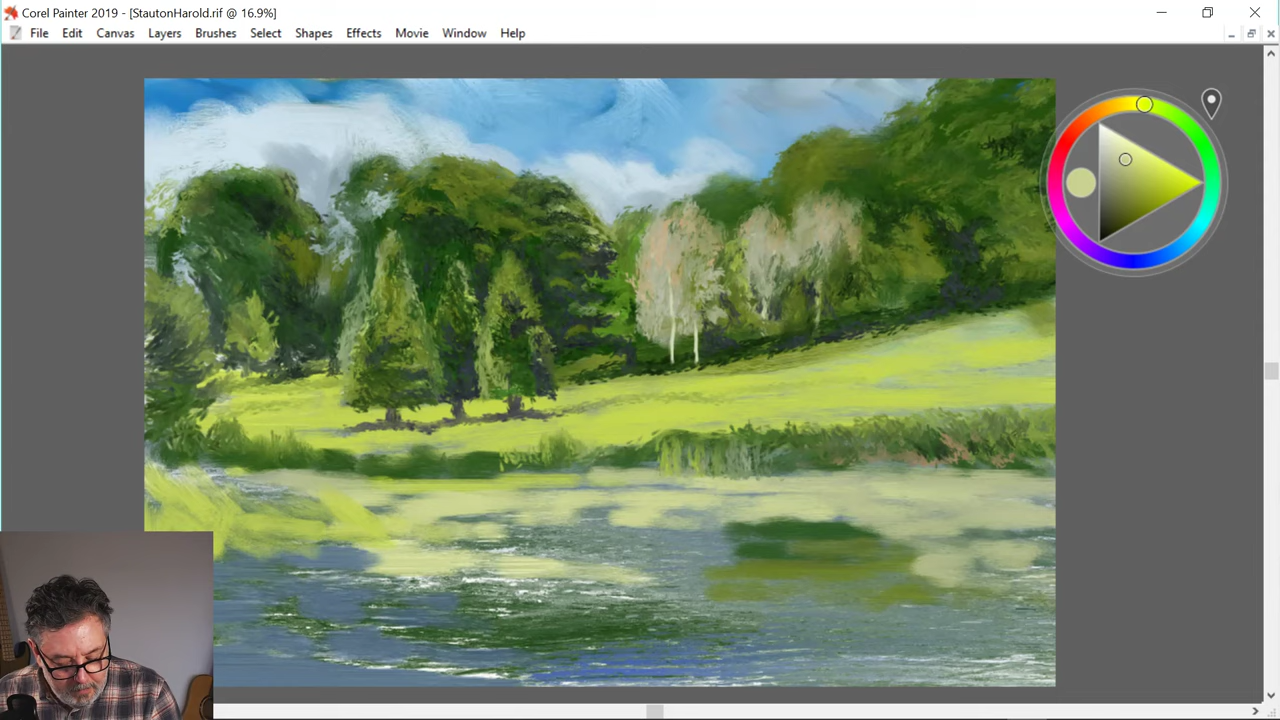 Corel Painter 2019 - [StautonHarold.rif @ 16.9%]
File Edit Canvas Layers Brushes Select Shapes Effects Movie Window Help